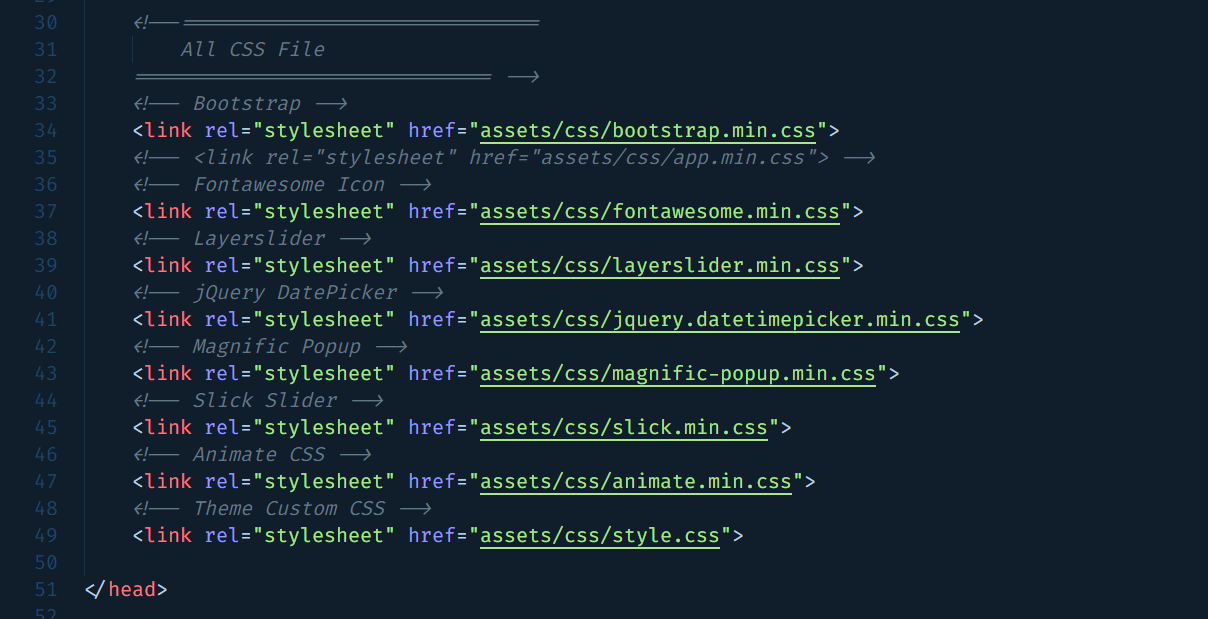 30 <!--==============================
31 All CSS File
32 ============================== -->
33 <!-- Bootstrap -->
34 <link rel="stylesheet" href="assets/css/bootstrap.min.css">
35 <!-- <link rel="stylesheet" href="assets/css/app.min.css"> -->
36 <!-- Fontawesome Icon -->
37 <link rel="stylesheet" href="assets/css/fontawesome.min.css">
38 <!-- Layerslider -->
39 <link rel="stylesheet" href="assets/css/layerslider.min.css">
40 <!-- jQuery DatePicker -->
41 <link rel="stylesheet" href="assets/css/jquery.datetimepicker.min.css">
42 <!-- Magnific Popup -->
43 <link rel="stylesheet" href="assets/css/magnific-popup.min.css">
44 <!-- Slick Slider -->
45 <link rel="stylesheet" href="assets/css/slick.min.css">
46 <!-- Animate CSS -->
47 <link rel="stylesheet" href="assets/css/animate.min.css">
48 <!-- Theme Custom CSS -->
49 <link rel="stylesheet" href="assets/css/style.css">
50
51 </head>
52